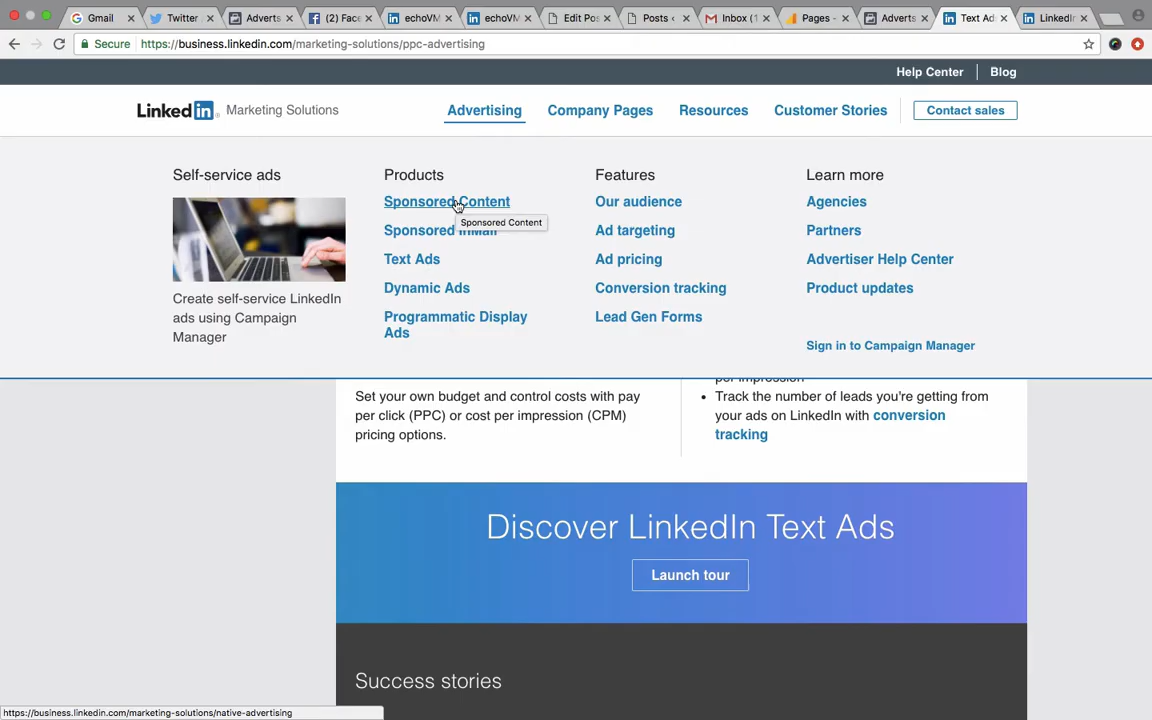 Gmail
Twitter
Adverts
(2) Face
echoVM
echoVM
Edit Pos
Posts
Inbox (1
Pages -
Adverts
Text Ad
LinkedIn
Secure
https://business.linkedin.com/marketing-solutions/ppc-advertising
Help Center
Blog
Linkedin Marketing Solutions
Advertising
Company Pages
Resources
Customer Stories
Contact sales
Self-service ads
Create self-service LinkedIn
ads using Campaign
Manager
Products
Sponsored Content
Sponsored Content
Sponsored InMail
Text Ads
Dynamic Ads
Programmatic Display
Ads
Features
Our audience
Ad targeting
Ad pricing
Conversion tracking
Lead Gen Forms
Learn more
Agencies
Partners
Advertiser Help Center
Product updates
Sign in to Campaign Manager
Set your own budget and control costs with pay
per click (PPC) or cost per impression (CPM)
pricing options.
per impression
• Track the number of leads you're getting from
your ads on LinkedIn with conversion
tracking
Discover LinkedIn Text Ads
Launch tour
Success stories
https://business.linkedin.com/marketing-solutions/native-advertising